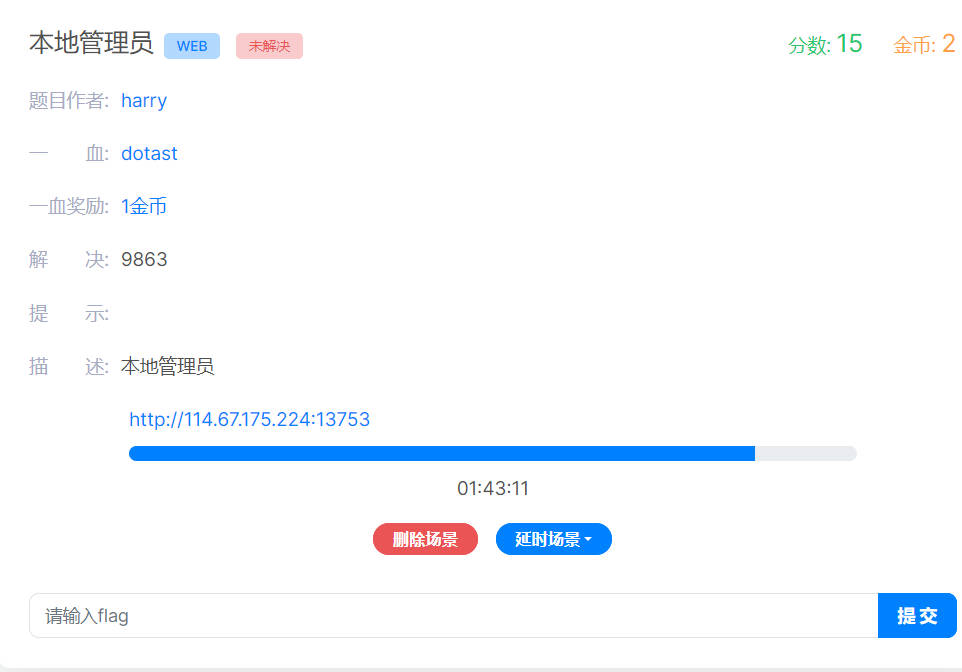 本地管理员 WEB 未解决 分数: 15 金币: 2
题目作者: harry
一 血: dotast
一血奖励: 1金币
解 决: 9863
提 示:
描 述: 本地管理员
http://114.67.175.224:13753
01:43:11
删除场景 延时场景
请输入flag 提交